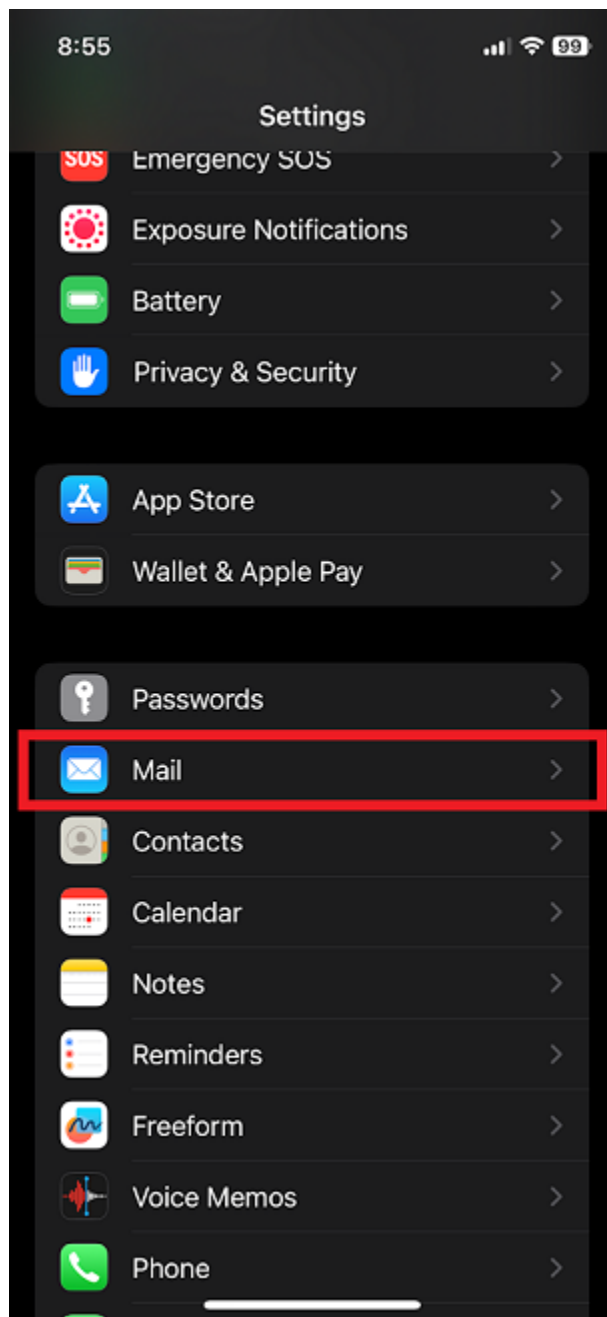 8:55
99
Settings
SOS
Emergency SOS
Exposure Notifications
Battery
Privacy & Security
App Store
Wallet & Apple Pay
Passwords
Mail
Contacts
Calendar
Notes
Reminders
Freeform
Voice Memos
Phone